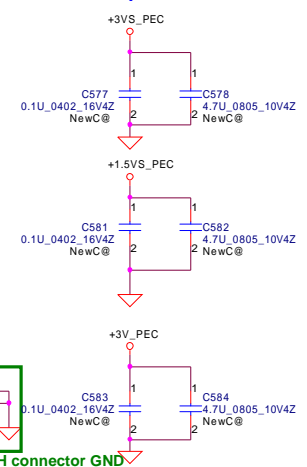 +3VS_PEC
1
1
C577
C578
0.1U_0402_16V4Z
4.7U_0805_10V4Z
NewC@
2
2
NewC@
+1.5VS_PEC
1
1
C581
C582
0.1U_0402_16V4Z
4.7U_0805_10V4Z
NewC@
2
2
NewC@
+3V_PEC
1
1
C583
C584
0.1U_0402_16V4Z
4.7U_0805_10V4Z
NewC@
2
2
NewC@
H connector GND